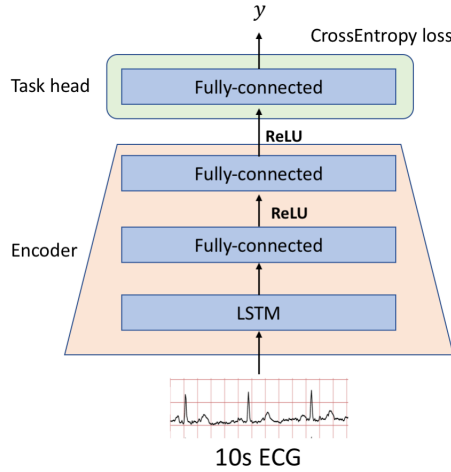 y
CrossEntropy loss
Task head
Fully-connected
ReLU
Fully-connected
ReLU
Encoder
Fully-connected
LSTM
10s ECG